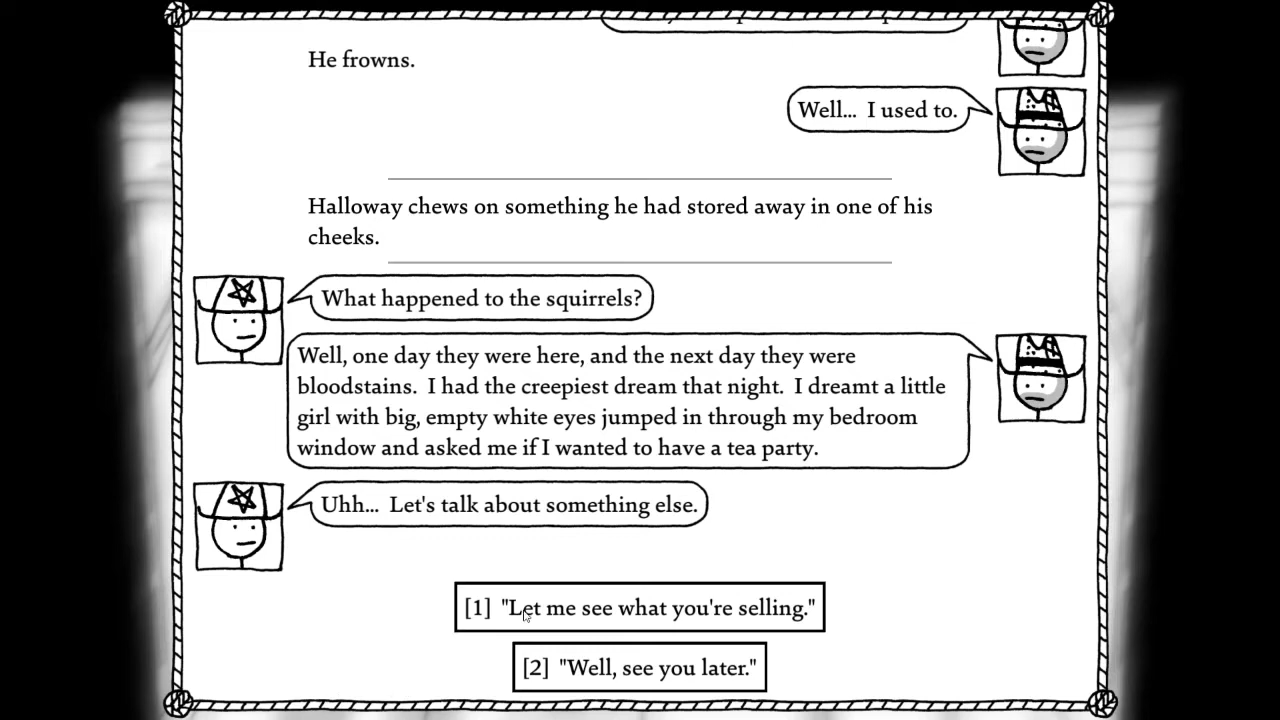 He frowns.
Well...  I used to.
Halloway chews on something he had stored away in one of his
cheeks.
What happened to the squirrels?
Well, one day they were here, and the next day they were
bloodstains.  I had the creepiest dream that night.  I dreamt a little
girl with big, empty white eyes jumped in through my bedroom
window and asked me if I wanted to have a tea party.
Uhh...  Let's talk about something else.
[1]  "Let me see what you're selling."
[2]  "Well, see you later."